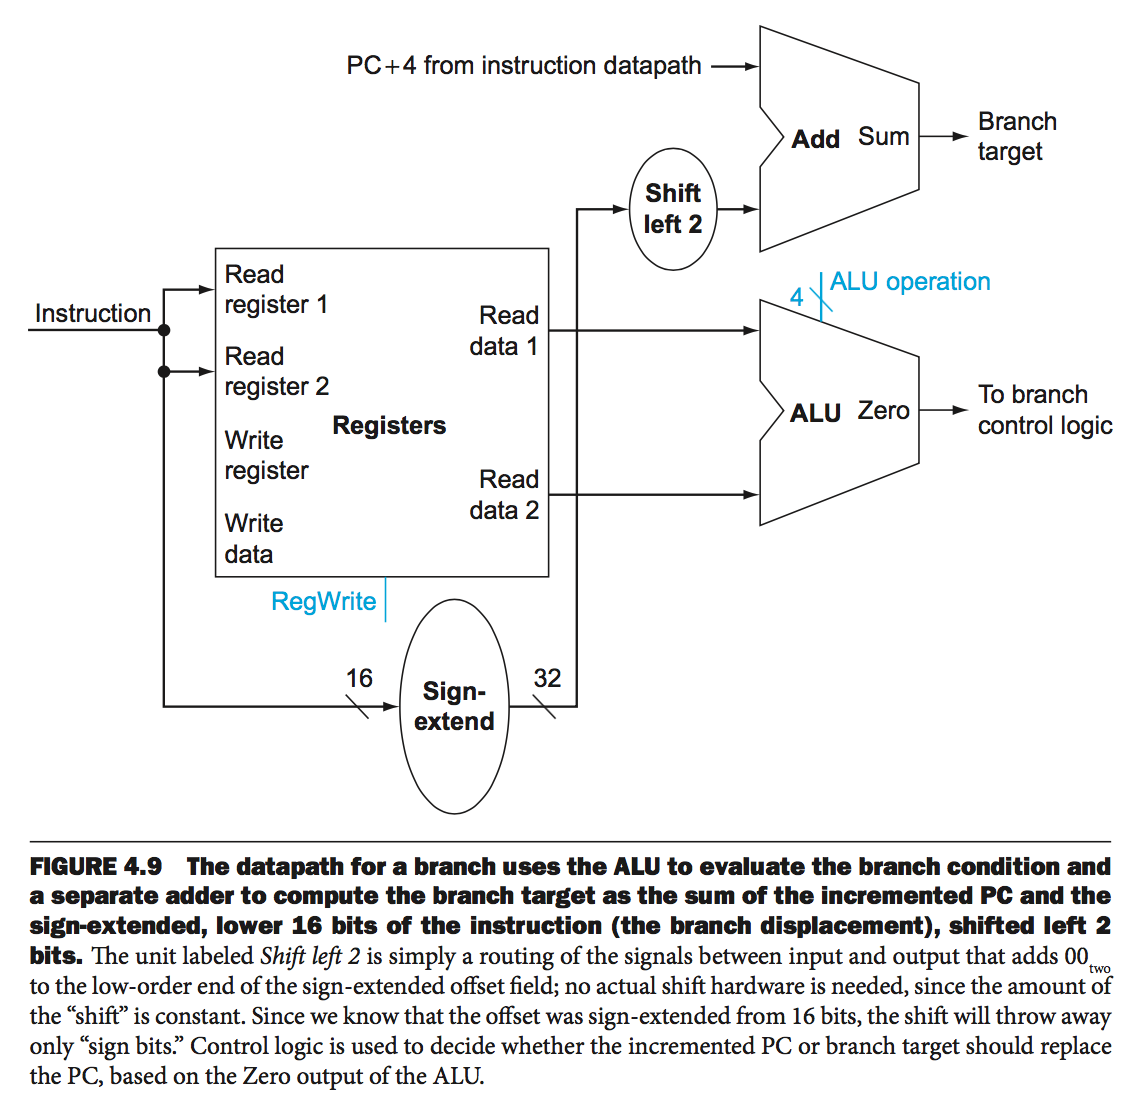 PC+4 from instruction datapath
Add Sum
Branch
target
Shift
left 2
4
ALU operation
Instruction
Read
register 1
Read
register 2
Write
register
Write
data
Registers
Read
data 1
Read
data 2
ALU Zero
To branch
control logic
RegWrite
16
Sign-
extend
32
FIGURE 4.9 The datapath for a branch uses the ALU to evaluate the branch condition and
a separate adder to compute the branch target as the sum of the incremented PC and the
sign-extended, lower 16 bits of the instruction (the branch displacement), shifted left 2
bits. The unit labeled Shift left 2 is simply a routing of the signals between input and output that adds 00two
to the low-order end of the sign-extended offset field; no actual shift hardware is needed, since the amount of
the “shift” is constant. Since we know that the offset was sign-extended from 16 bits, the shift will throw away
only “sign bits.” Control logic is used to decide whether the incremented PC or branch target should replace
the PC, based on the Zero output of the ALU.